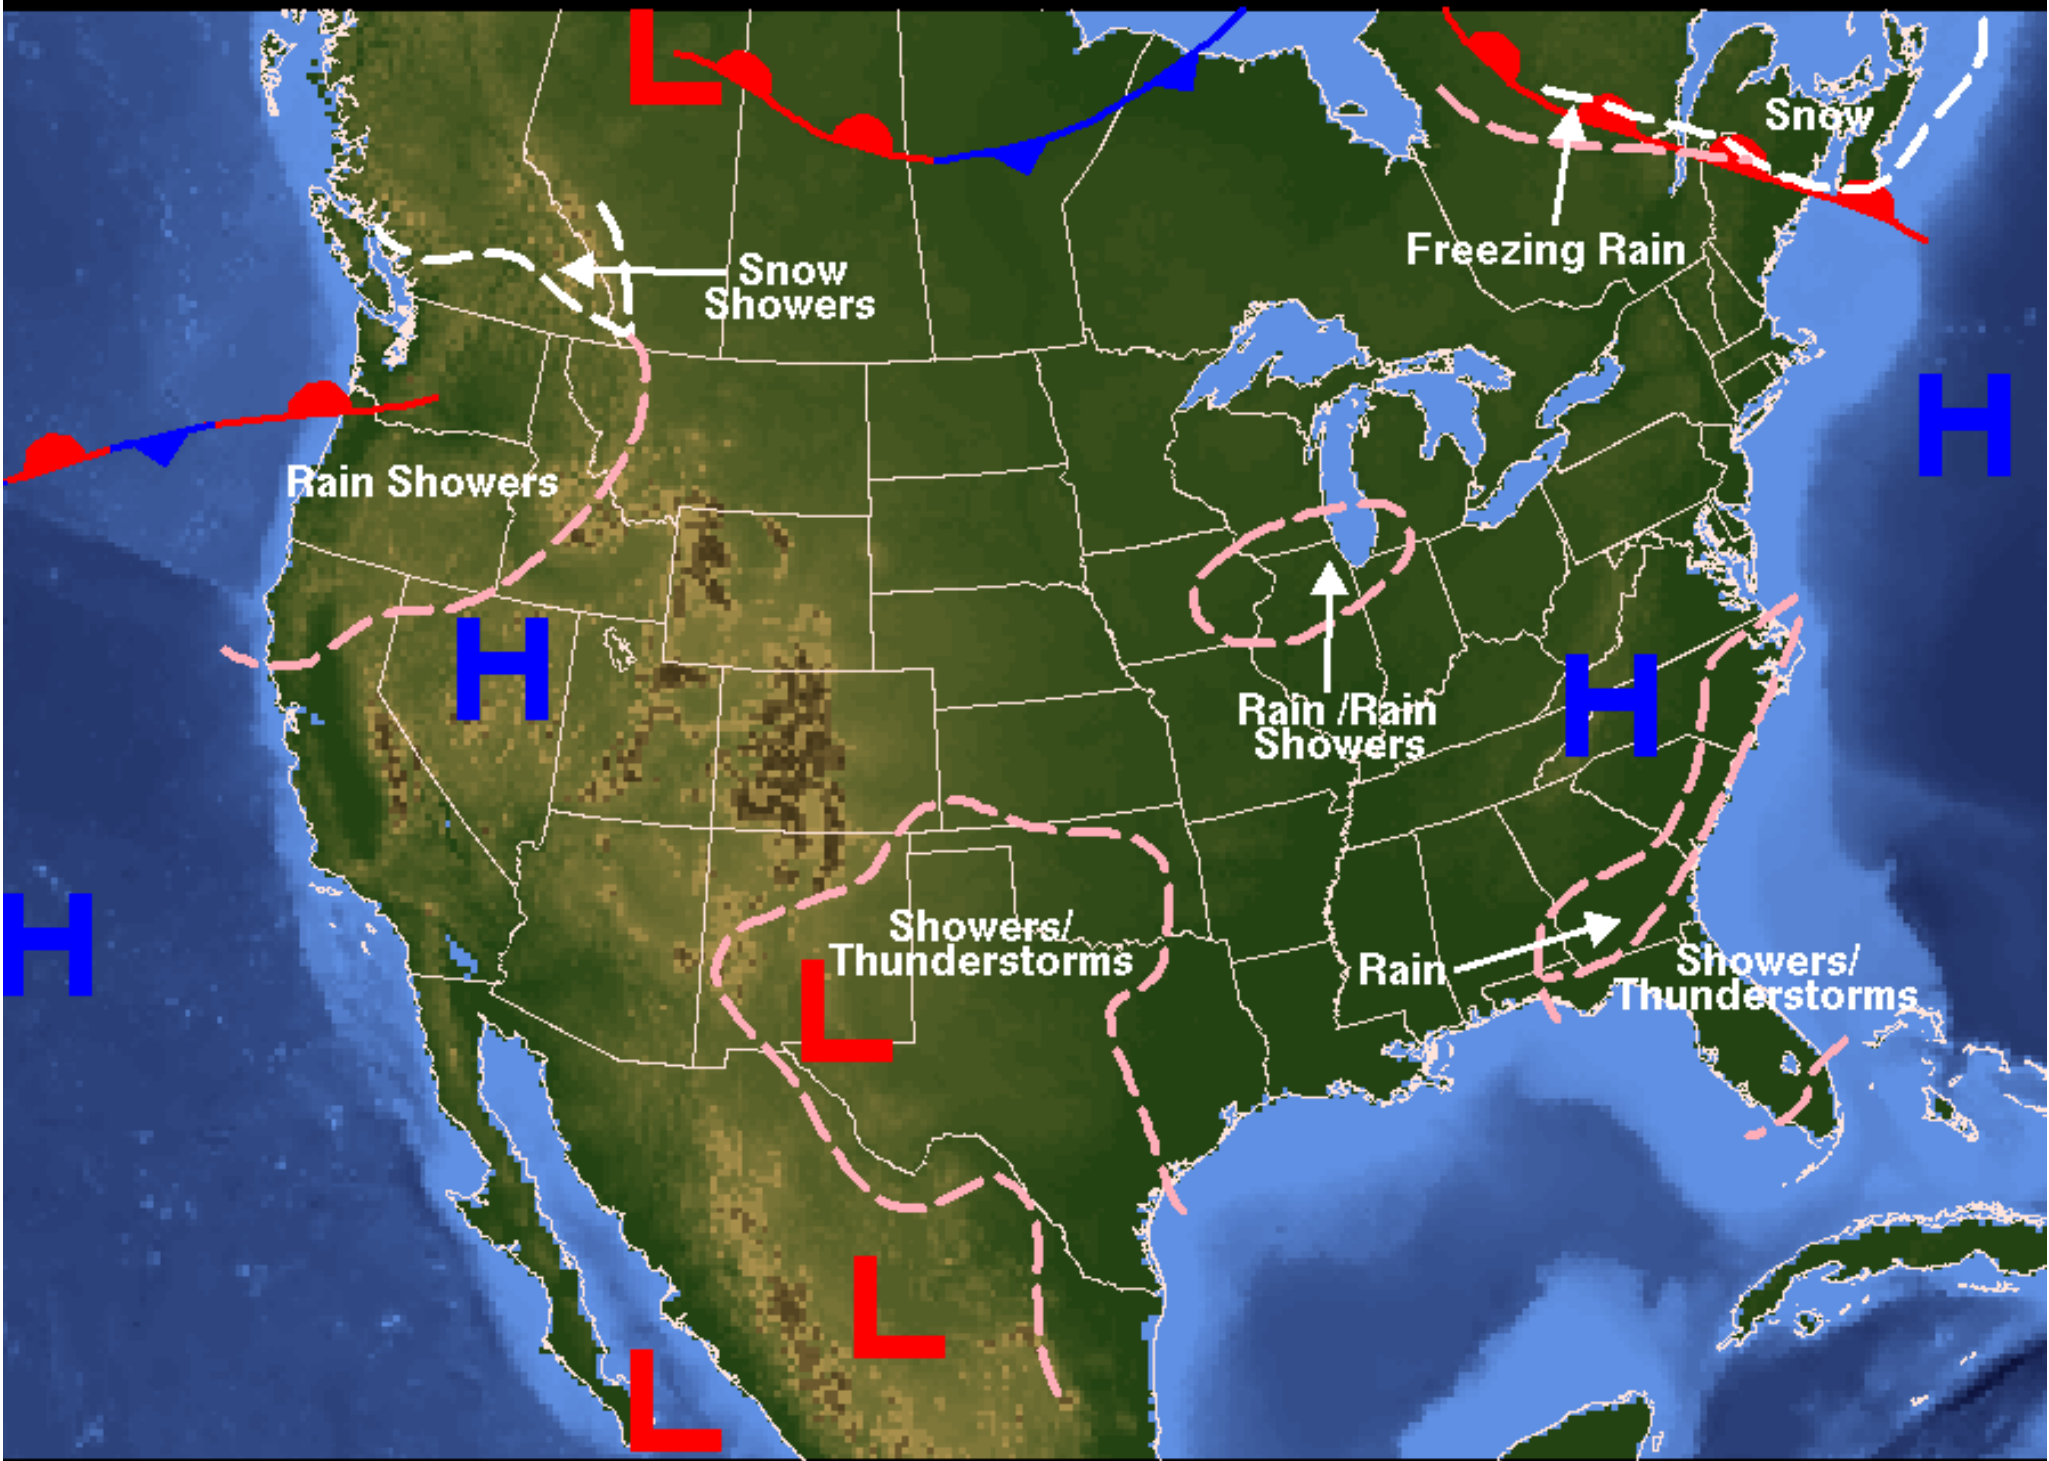 L
Snow
Freezing Rain
Snow
Showers
H
Rain Showers
H
H
Rain /Rain
Showers
H
Showers/
Thunderstorms
L
Rain
Showers/
Thunderstorms
L
L